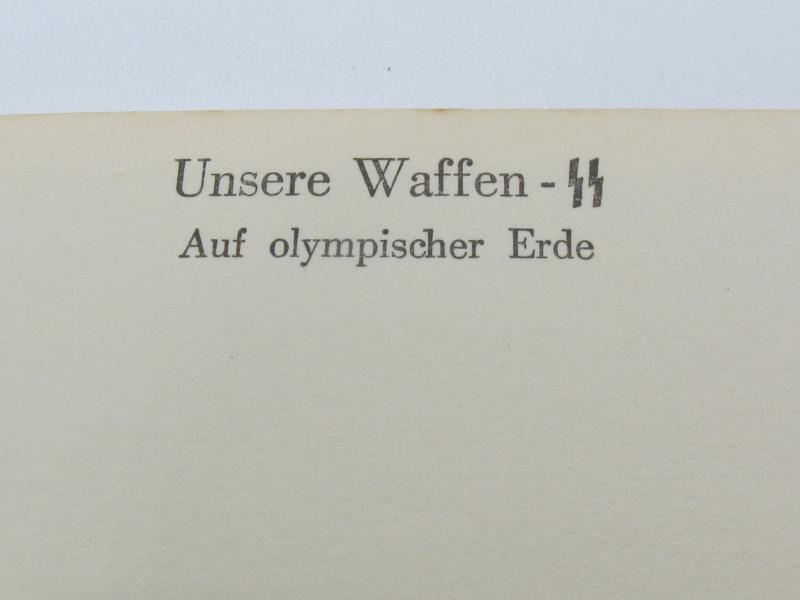 Unsere Waffen-ᛋᛋ
Auf olympischer Erde